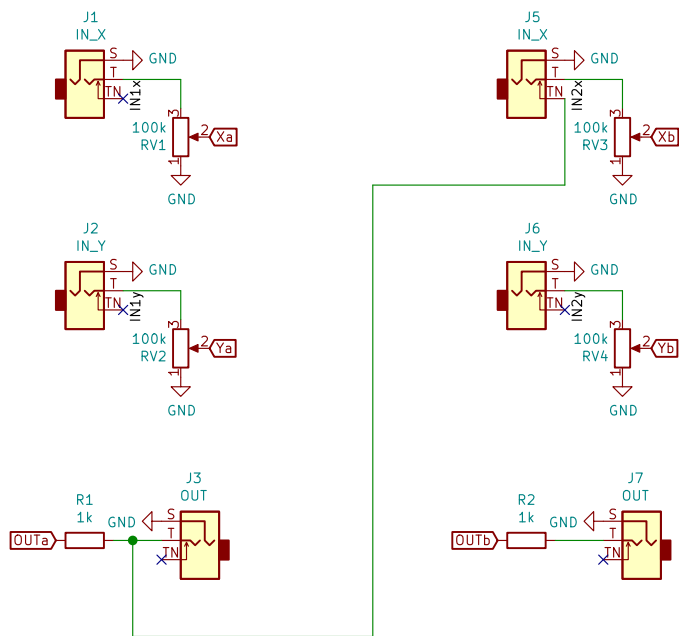 J1
IN_X
S
GND
T
TN
IN1x
3
100k
RV1
2
Xa
1
GND
J5
IN_X
S
GND
T
TN
IN2x
3
100k
RV3
2
Xb
1
GND
J2
IN_Y
S
GND
T
TN
IN1y
3
100k
RV2
2
Ya
1
GND
J6
IN_Y
S
GND
T
TN
IN2y
3
100k
RV4
2
Yb
1
GND
J3
OUT
R1
1k
GND
S
T
TN
OUTa
J7
OUT
R2
1k
GND
S
T
TN
OUTb